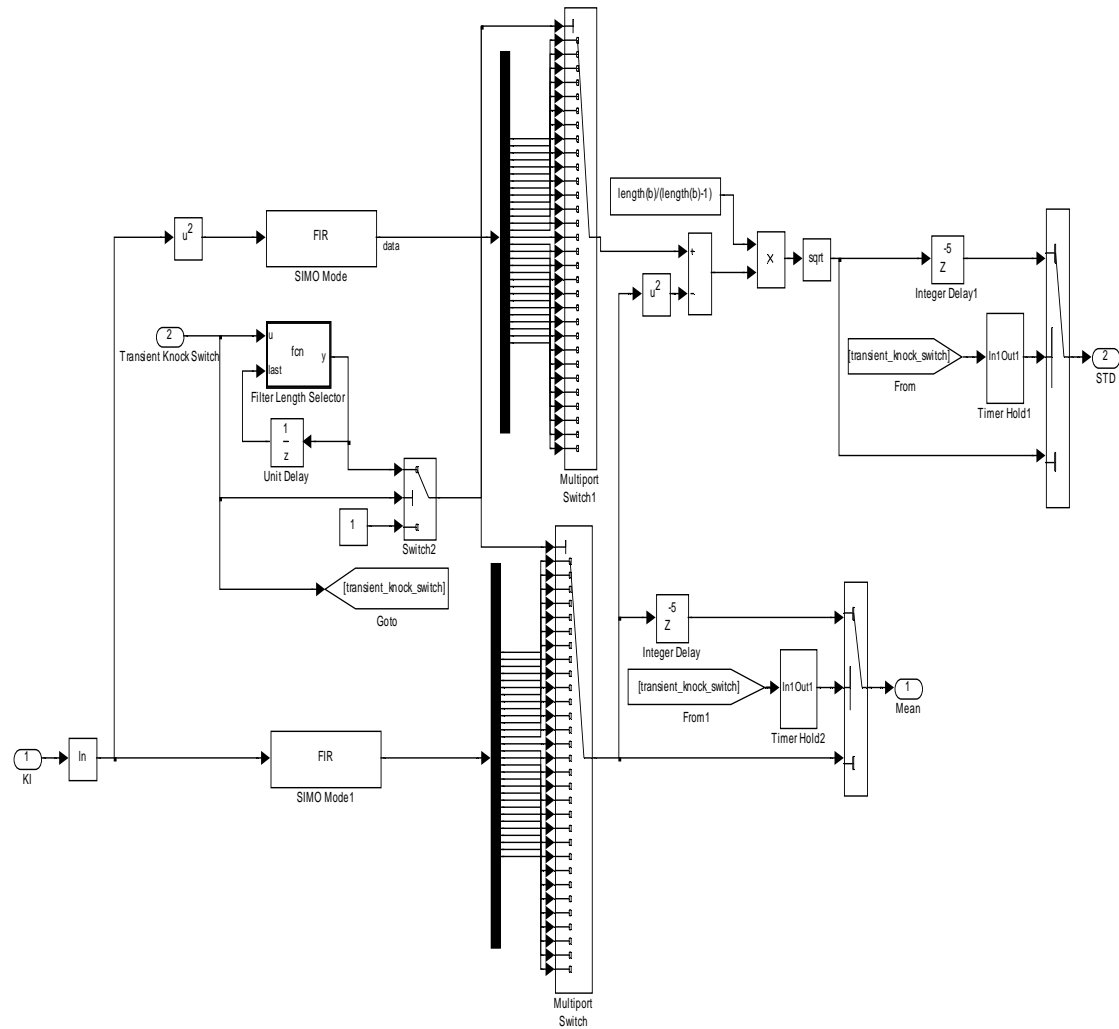 length(b)/(length(b)-1)
u²
FIR
data
SIMO Mode
+
-
u²
X
sqrt
-5
Z
Integer Delay1
2
Transient Knock Switch
u
last
fcn
y
Filter Length Selector
[transient_knock_switch]
From
In1 Out1
Timer Hold1
2
STD
1
z
Unit Delay
1
Switch2
Multiport
Switch1
[transient_knock_switch]
Goto
-5
Z
Integer Delay
[transient_knock_switch]
From1
In1 Out1
Timer Hold2
1
Mean
1
KI
ln
FIR
SIMO Mode1
Multiport
Switch